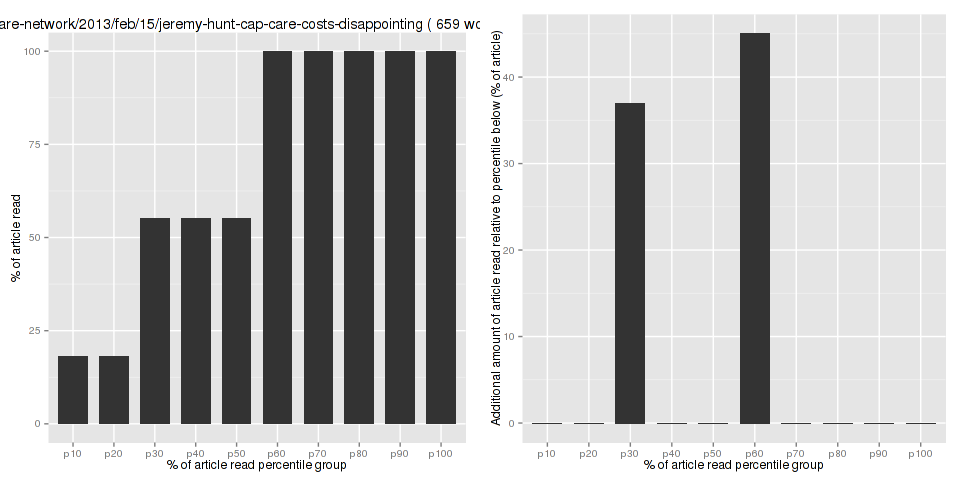 are-network/2013/feb/15/jeremy-hunt-cap-care-costs-disappointing ( 659 wo
% of article read
100
75
50
25
0
p10 p20 p30 p40 p50 p60 p70 p80 p90 p100
% of article read percentile group
Additional amount of article read relative to percentile below (% of article)
40
30
20
10
0
p10 p20 p30 p40 p50 p60 p70 p80 p90 p100
% of article read percentile group